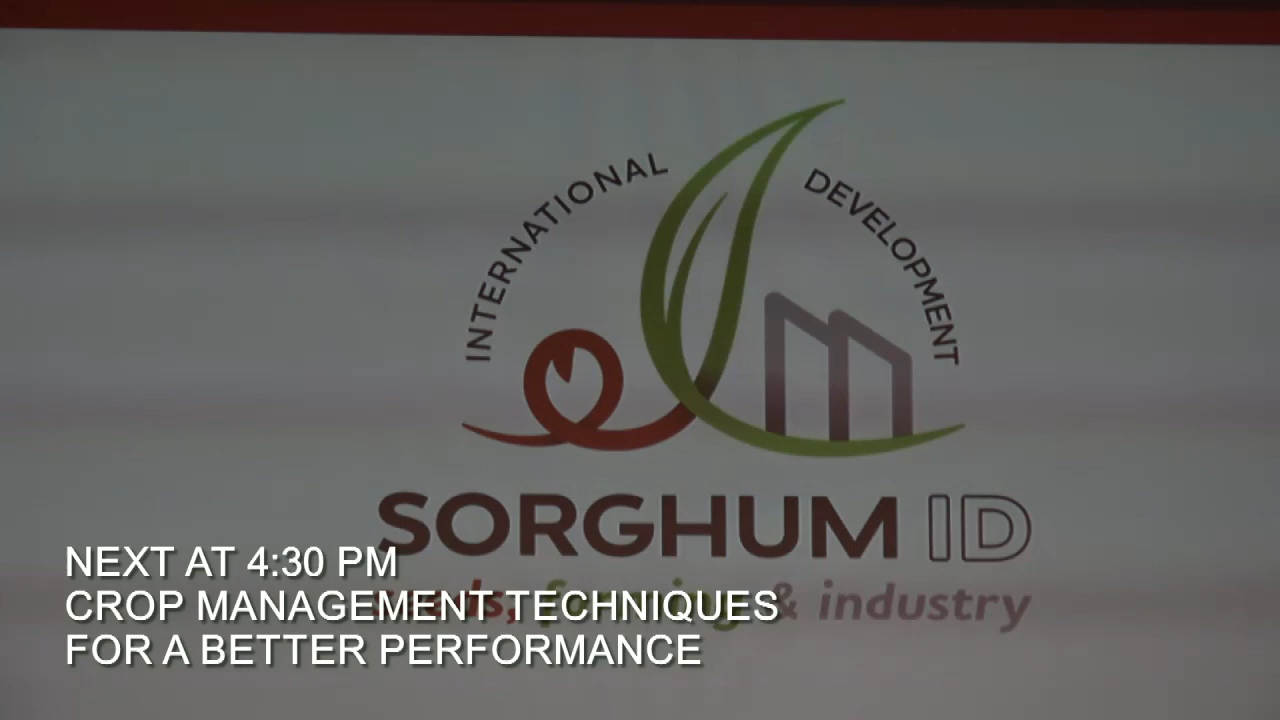 INTERNATIONAL
DEVELOPMENT
SORGHUM ID
& industry
NEXT AT 4:30 PM
CROP MANAGEMENT TECHNIQUES
FOR A BETTER PERFORMANCE